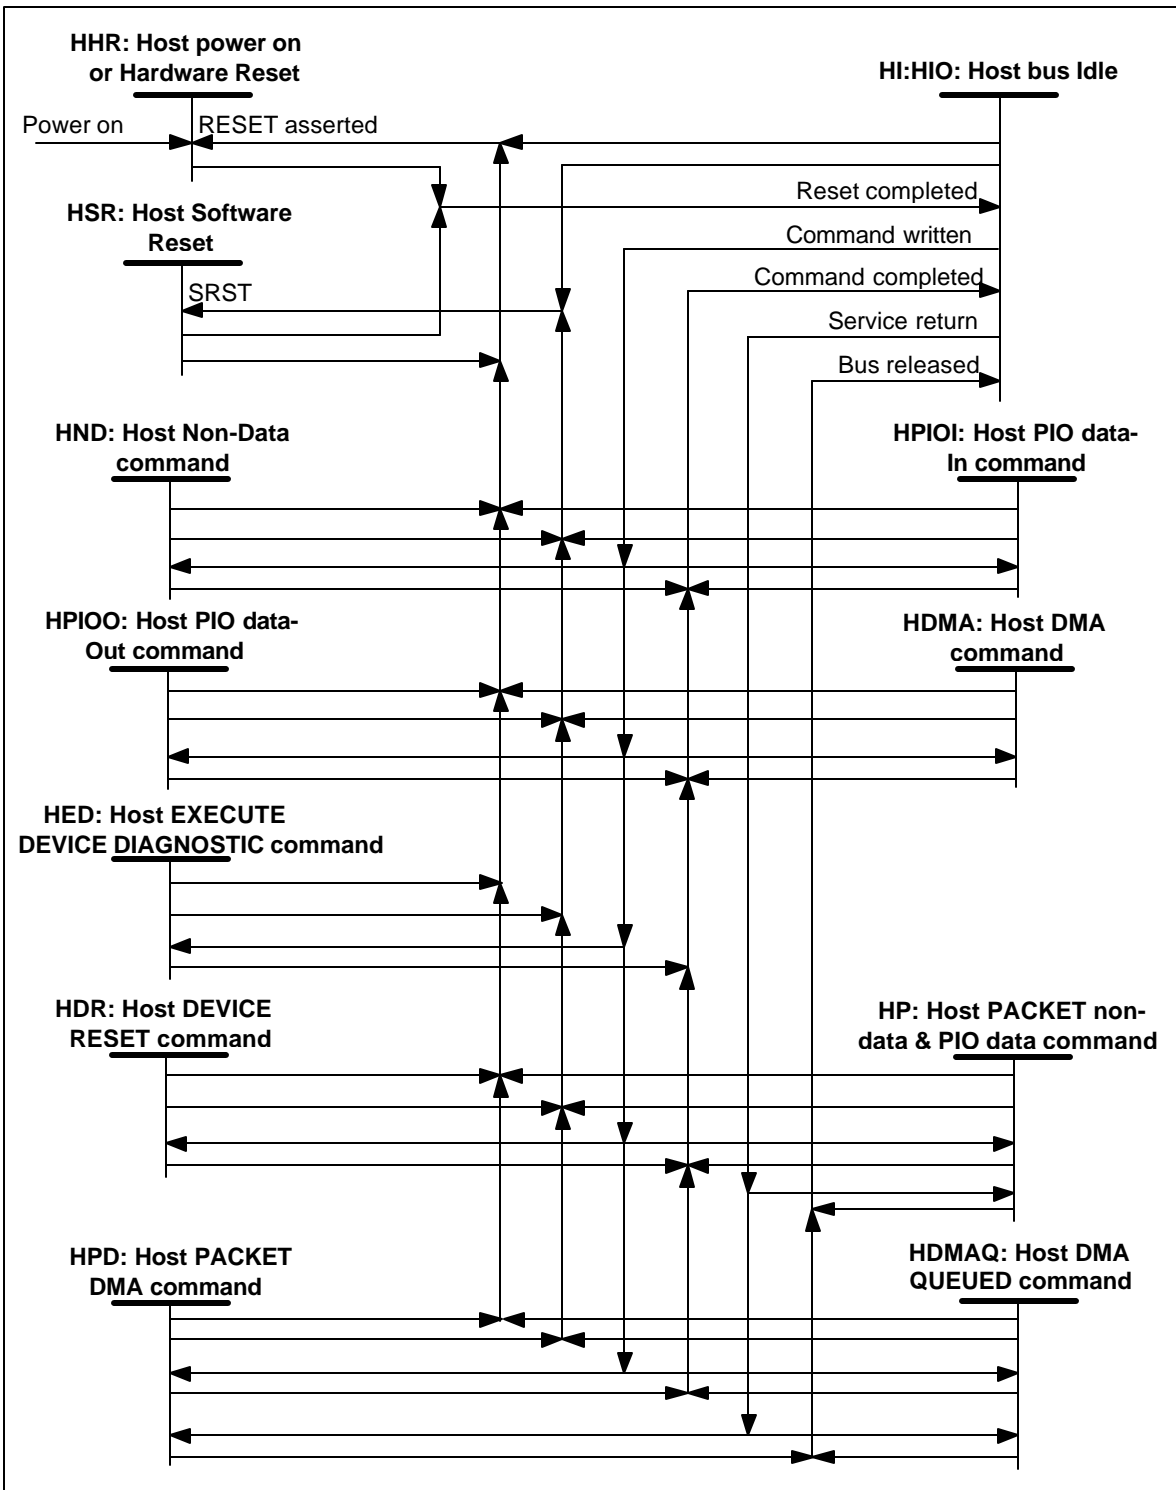 HHR: Host power on
or Hardware Reset
HI:HIO: Host bus Idle
Power on
RESET asserted
Reset completed
HSR: Host Software
Reset
Command written
Command completed
SRST
Service return
Bus released
HND: Host Non-Data
command
HPIOI: Host PIO data-
In command
HPIOO: Host PIO data-
Out command
HDMA: Host DMA
command
HED: Host EXECUTE
DEVICE DIAGNOSTIC command
HDR: Host DEVICE
RESET command
HP: Host PACKET non-
data & PIO data command
HPD: Host PACKET
DMA command
HDMAQ: Host DMA
QUEUED command